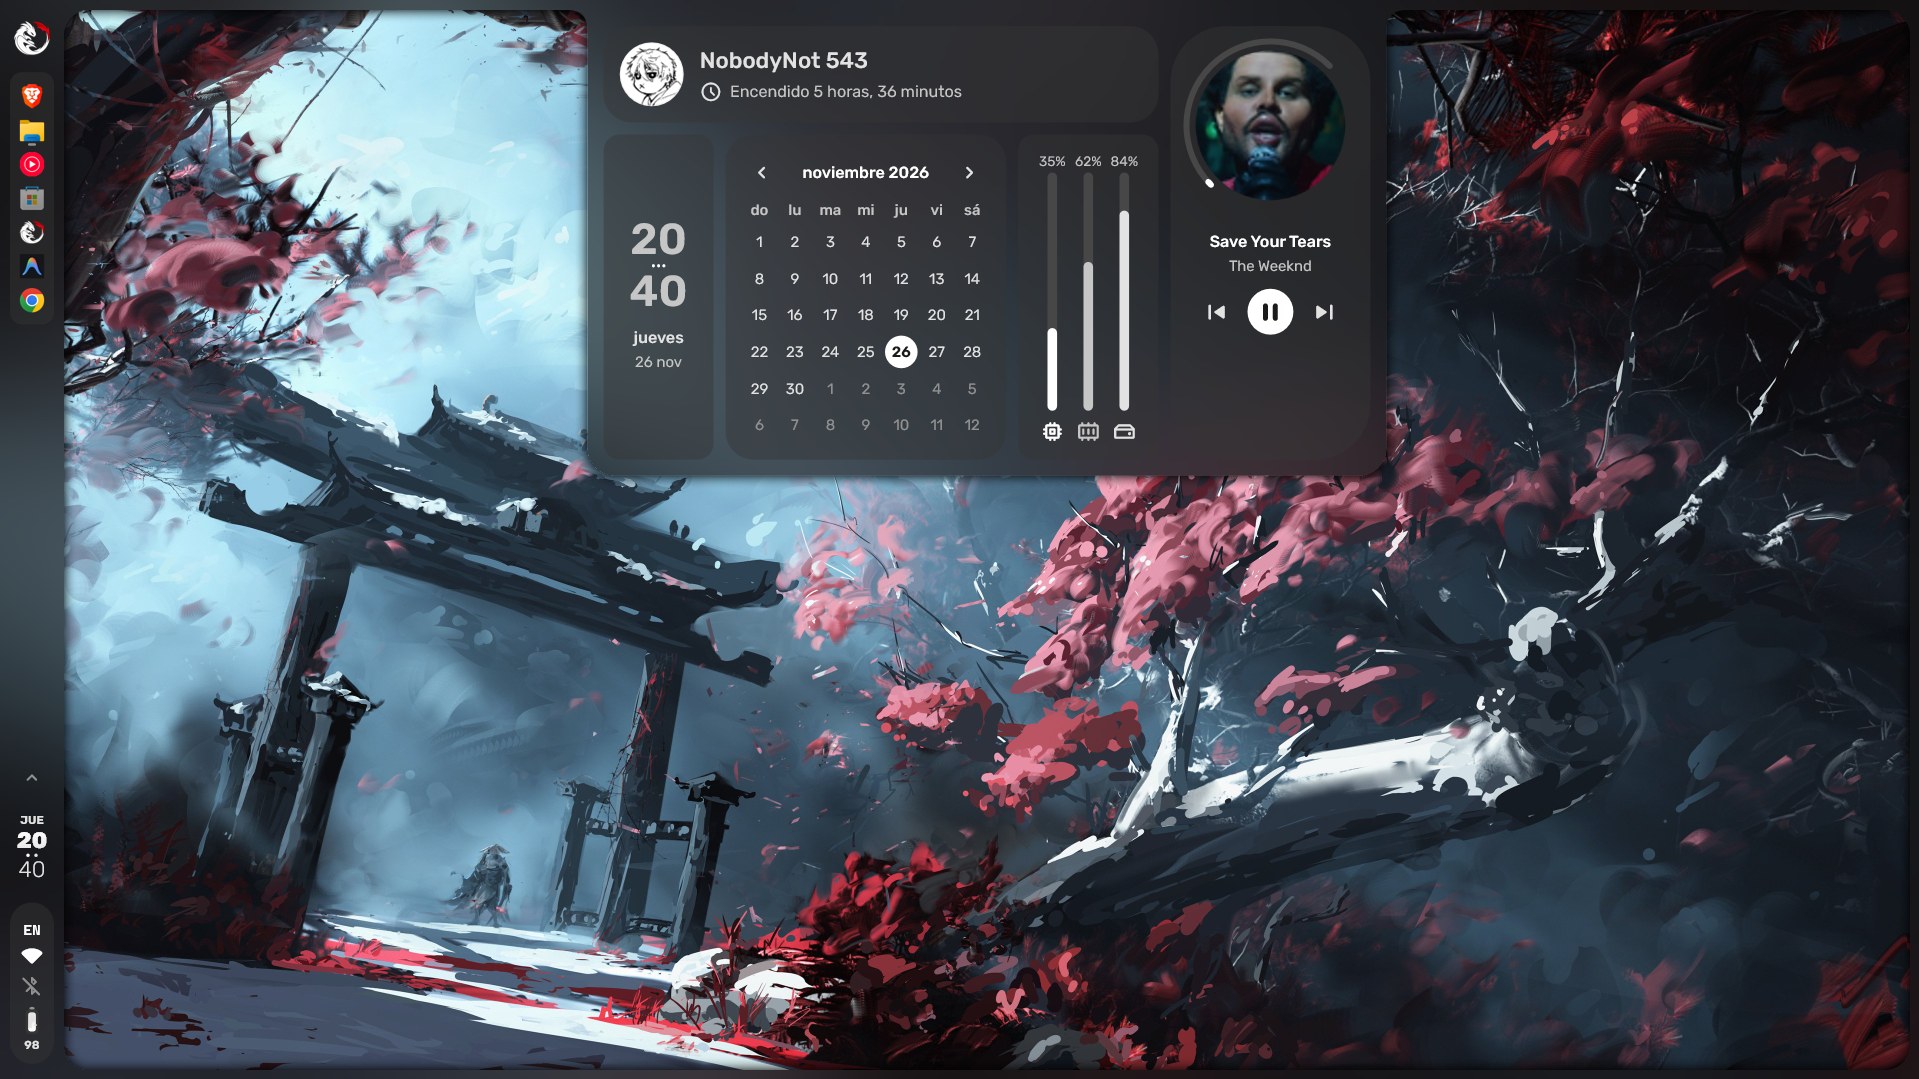 NobodyNot 543
Encendido 5 horas, 36 minutos
20
40
jueves
26 nov
noviembre 2026
do lu ma mi ju vi sá
1 2 3 4 5 6 7
8 9 10 11 12 13 14
15 16 17 18 19 20 21
22 23 24 25 26 27 28
29 30 1 2 3 4 5
6 7 8 9 10 11 12
35% 62% 84%
Save Your Tears
The Weeknd
JUE
20
40
EN
98